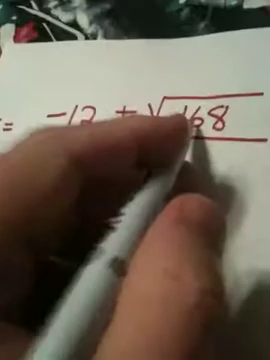 = -12 ± √168